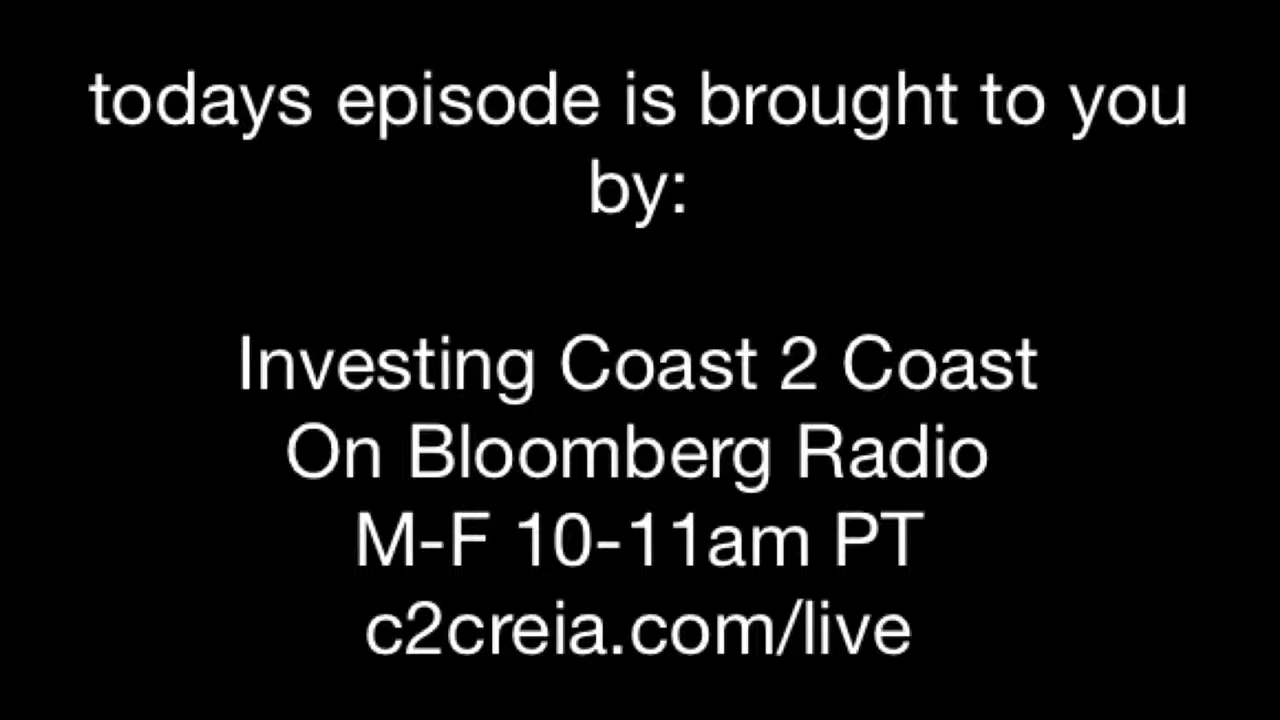 todays episode is brought to you
by:
Investing Coast 2 Coast
On Bloomberg Radio
M-F 10-11am PT
c2creia.com/live